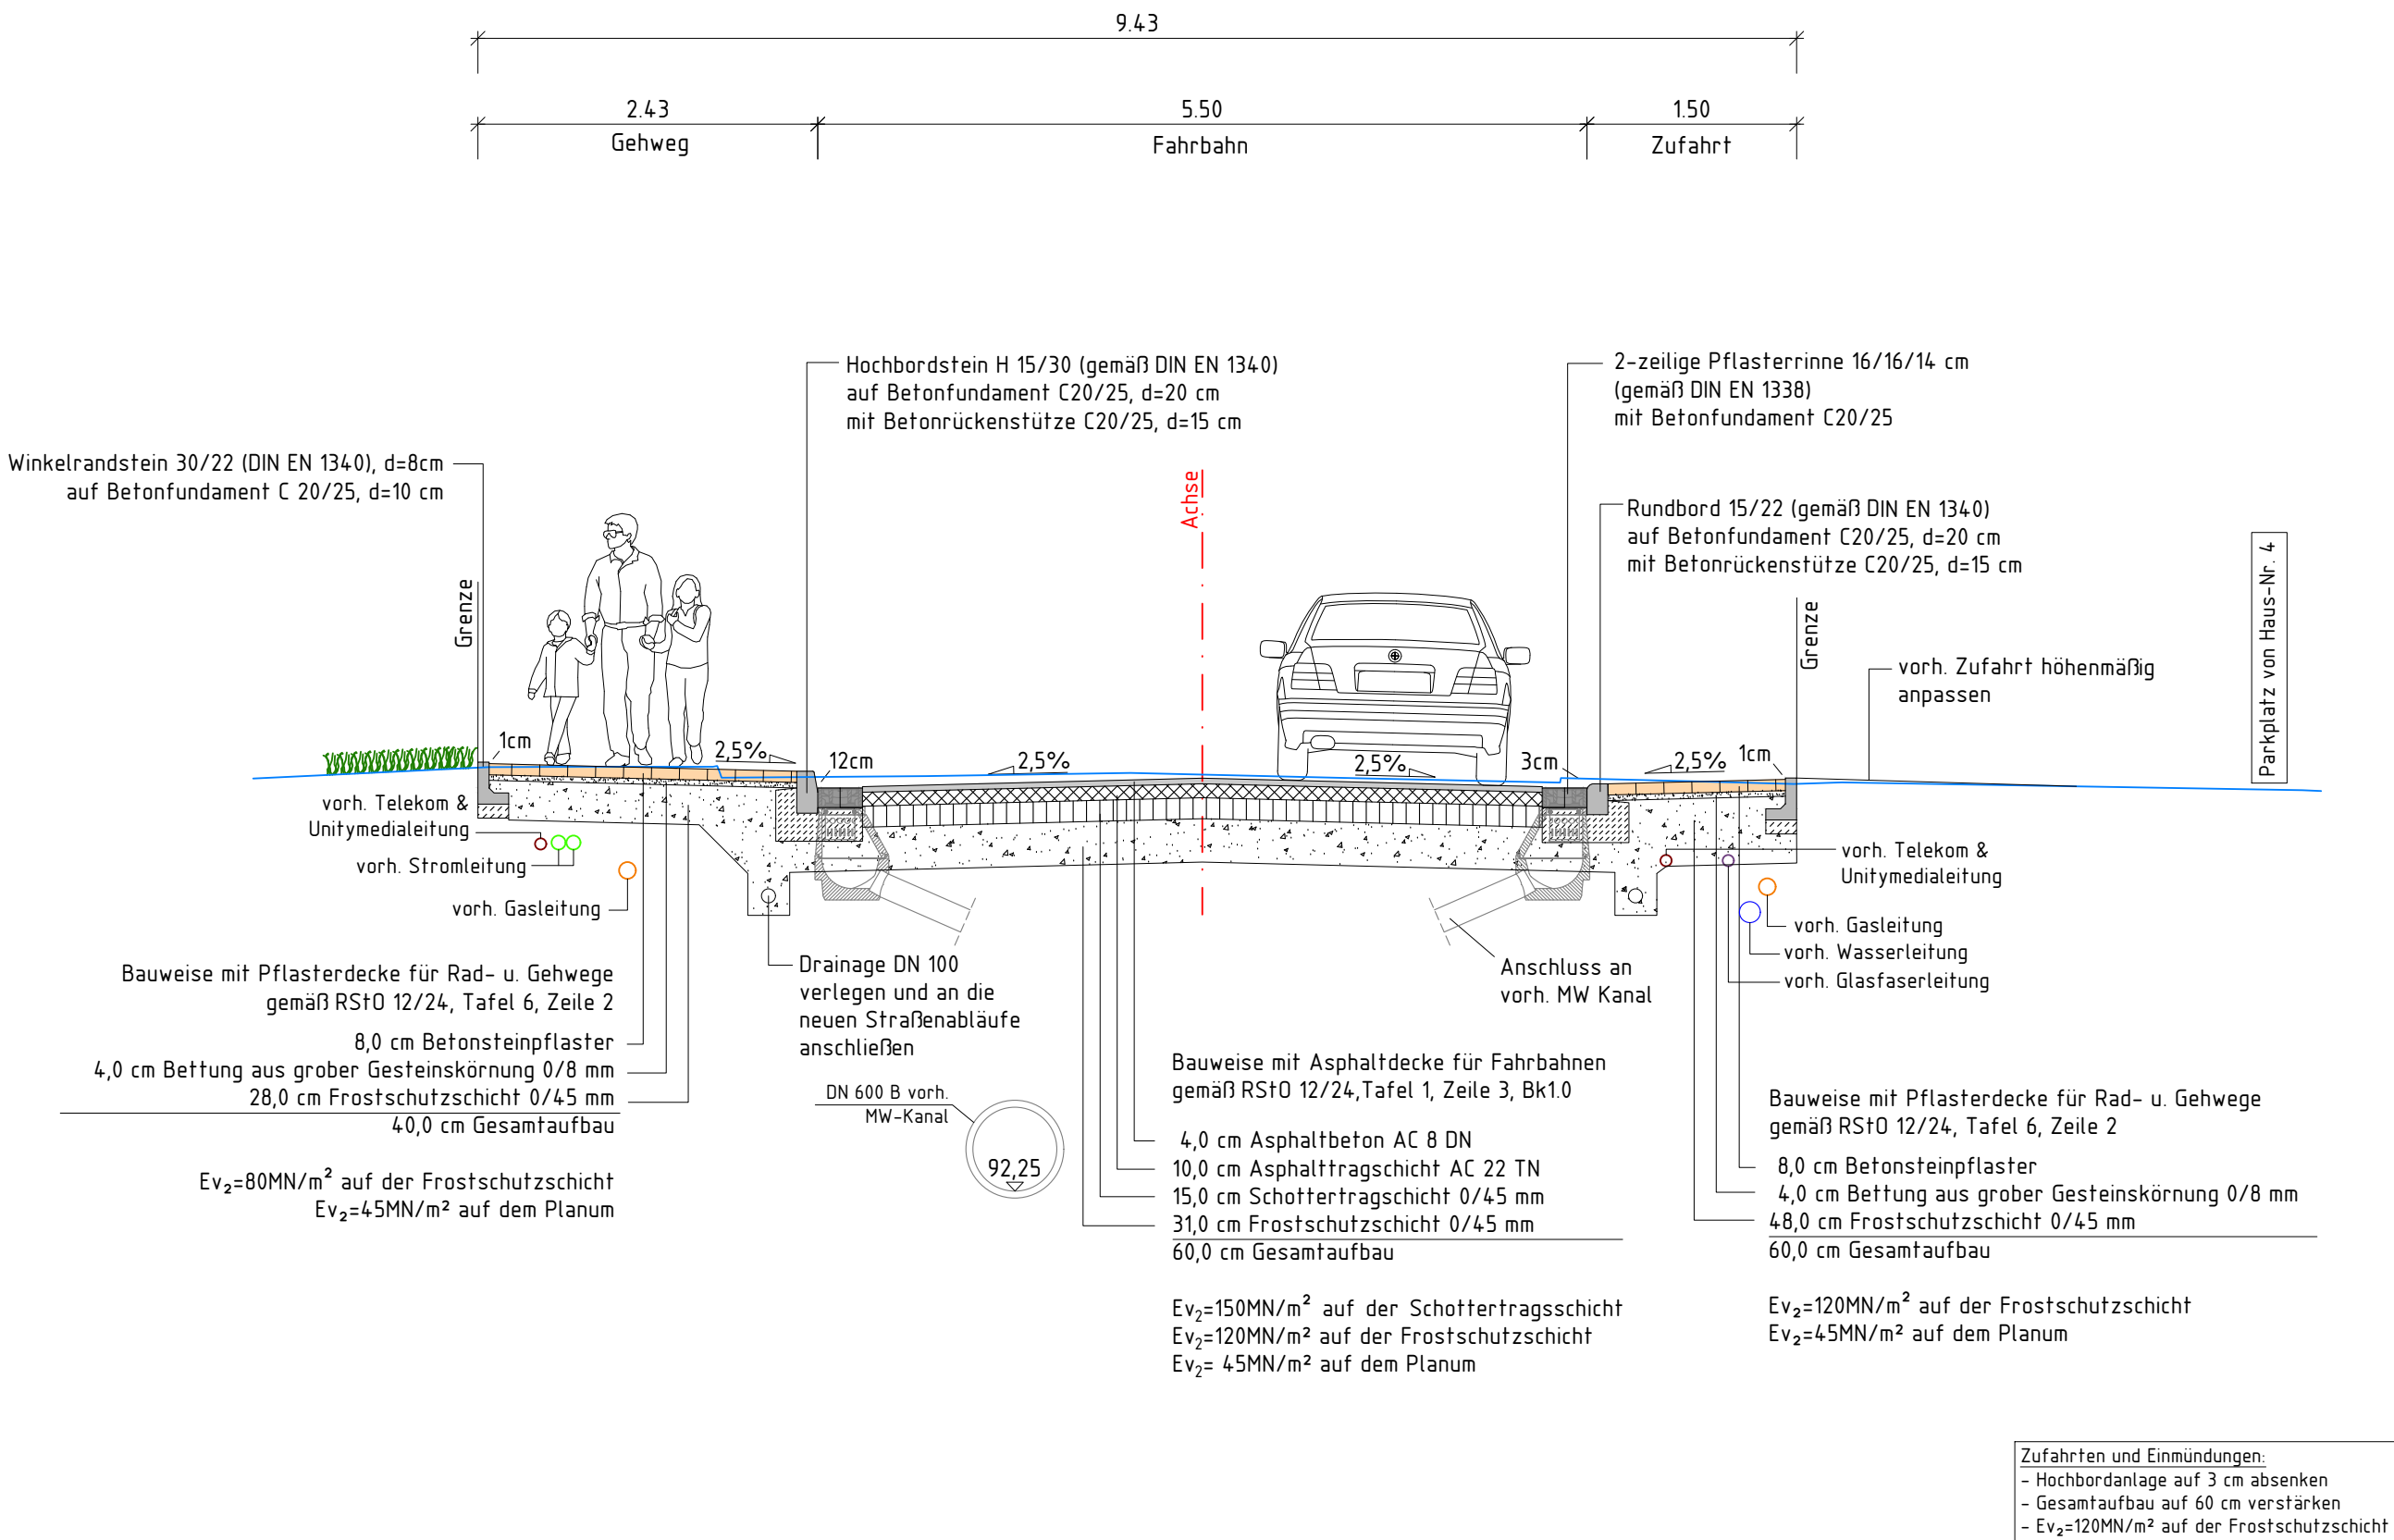 9.43
2.43
5.50
1.50
Gehweg
Fahrbahn
Zufahrt
Hochbordstein H 15/30 (gemäß DIN EN 1340)
auf Betonfundament C20/25, d=20 cm
mit Betonrückenstütze C20/25, d=15 cm
2-zeilige Pflasterrinne 16/16/14 cm
(gemäß DIN EN 1338)
mit Betonfundament C20/25
Winkelrandstein 30/22 (DIN EN 1340), d=8cm
auf Betonfundament C 20/25, d=10 cm
Achse
Rundbord 15/22 (gemäß DIN EN 1340)
auf Betonfundament C20/25, d=20 cm
mit Betonrückenstütze C20/25, d=15 cm
Grenze
Grenze
Parkplatz von Haus-Nr. 4
vorh. Zufahrt höhenmäßig
anpassen
1cm
2,5%
12cm
2,5%
2,5%
3cm
2,5%
1cm
vorh. Telekom &
Unitymedialeitung
vorh. Stromleitung
vorh. Gasleitung
vorh. Telekom &
Unitymedialeitung
vorh. Gasleitung
vorh. Wasserleitung
vorh. Glasfaserleitung
Bauweise mit Pflasterdecke für Rad- u. Gehwege
gemäß RStO 12/24, Tafel 6, Zeile 2
8,0 cm Betonsteinpflaster
4,0 cm Bettung aus grober Gesteinskörnung 0/8 mm
28,0 cm Frostschutzschicht 0/45 mm
40,0 cm Gesamtaufbau
Ev₂=80MN/m² auf der Frostschutzschicht
Ev₂=45MN/m² auf dem Planum
Drainage DN 100
verlegen und an die
neuen Straßenabläufe
anschließen
DN 600 B vorh.
MW-Kanal
92,25
Anschluss an
vorh. MW Kanal
Bauweise mit Asphaltdecke für Fahrbahnen
gemäß RStO 12/24,Tafel 1, Zeile 3, Bk1.0
4,0 cm Asphaltbeton AC 8 DN
10,0 cm Asphalttragschicht AC 22 TN
15,0 cm Schottertragschicht 0/45 mm
31,0 cm Frostschutzschicht 0/45 mm
60,0 cm Gesamtaufbau
Ev₂=150MN/m² auf der Schottertragsschicht
Ev₂=120MN/m² auf der Frostschutzschicht
Ev₂= 45MN/m² auf dem Planum
Bauweise mit Pflasterdecke für Rad- u. Gehwege
gemäß RStO 12/24, Tafel 6, Zeile 2
8,0 cm Betonsteinpflaster
4,0 cm Bettung aus grober Gesteinskörnung 0/8 mm
48,0 cm Frostschutzschicht 0/45 mm
60,0 cm Gesamtaufbau
Ev₂=120MN/m² auf der Frostschutzschicht
Ev₂=45MN/m² auf dem Planum
Zufahrten und Einmündungen:
- Hochbordanlage auf 3 cm absenken
- Gesamtaufbau auf 60 cm verstärken
- Ev₂=120MN/m² auf der Frostschutzschicht